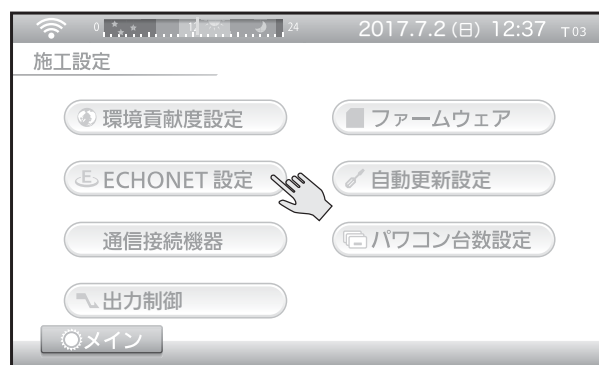 0 12 24 2017.7.2 (日) 12:37 T03
施工設定
環境貢献度設定
ファームウェア
ECHONET 設定
自動更新設定
通信接続機器
パワコン台数設定
出力制御
メイン